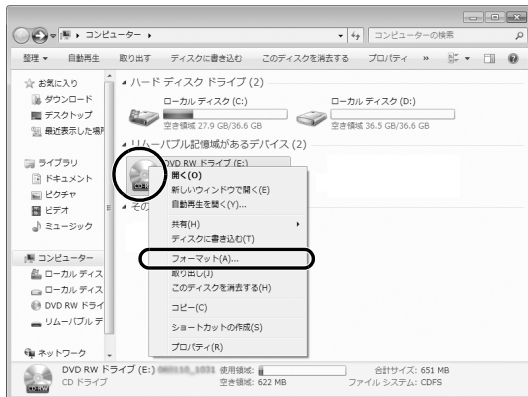 コンピューター
コンピューターの検索
整理 自動再生 取り出す ディスクに書き込む このディスクを消去する プロパティ »
お気に入り
ダウンロード
デスクトップ
最近表示した場所
ライブラリ
ドキュメント
ピクチャ
ビデオ
ミュージック
コンピューター
ローカル ディス
ローカル ディス
DVD RW ドライ
リムーバブル デ
ネットワーク
ハード ディスク ドライブ (2)
ローカル ディスク (C:)
空き領域 27.9 GB/36.6 GB
ローカル ディスク (D:)
空き領域 36.5 GB/36.6 GB
リムーバブル記憶域があるデバイス (2)
DVD RW ドライブ (E:)
CD-RW
その
開く(O)
新しいウィンドウで開く(E)
自動再生を開く(Y)...
共有(H)
ディスクに書き込む(T)
フォーマット(A)...
取り出し(J)
このディスクを消去する(H)
コピー(C)
ショートカットの作成(S)
プロパティ(R)
DVD RW ドライブ (E:) 使用領域: 合計サイズ: 651 MB
CD ドライブ 空き領域: 622 MB ファイル システム: CDFS